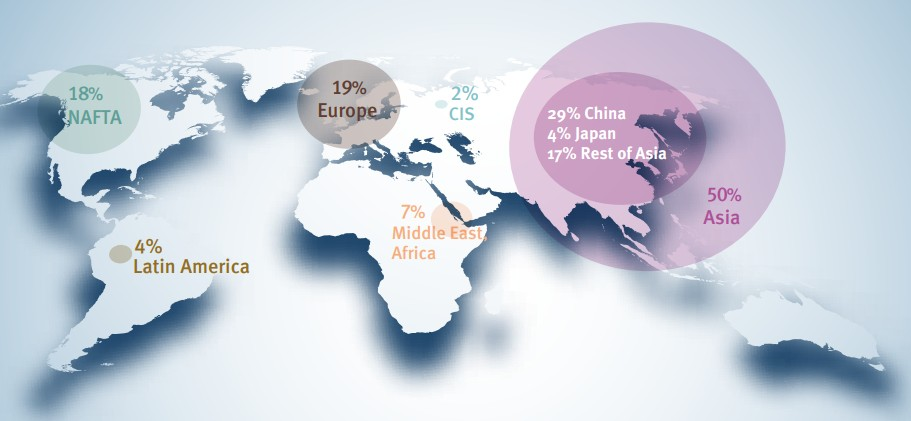 18%
NAFTA
19%
Europe
2%
CIS
29% China
4% Japan
17% Rest of Asia
50%
Asia
7%
Middle East,
Africa
4%
Latin America